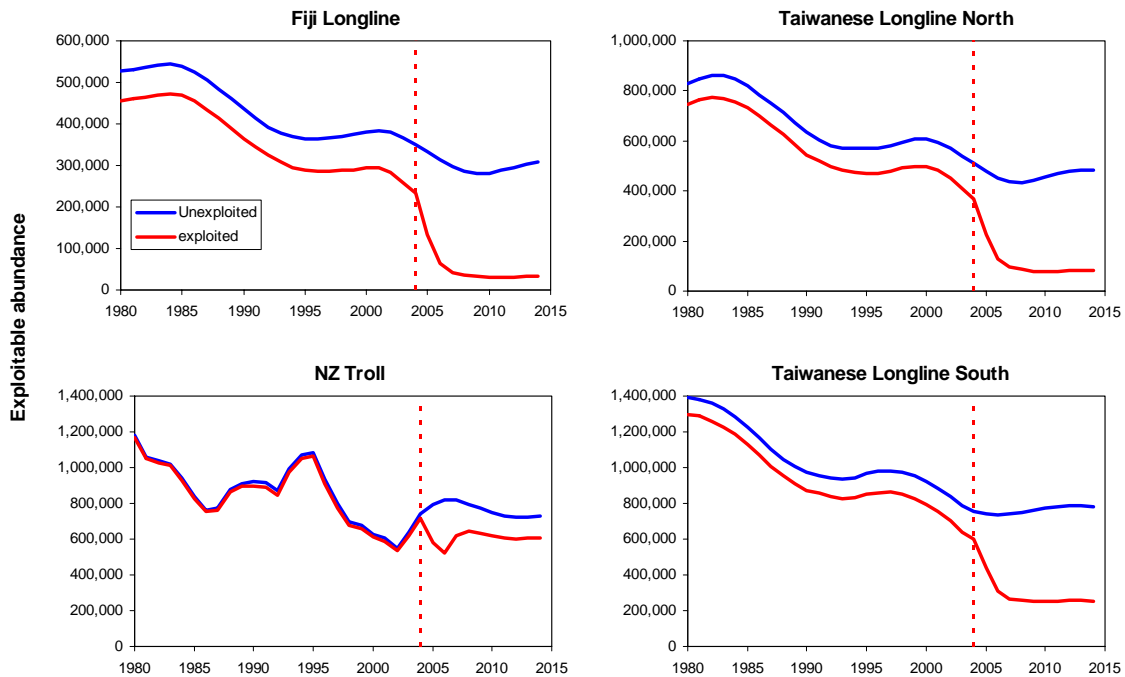 Exploitable abundance
Fiji Longline
600,000
500,000
400,000
300,000
200,000
100,000
0
Unexploited
exploited
1980 1985 1990 1995 2000 2005 2010 2015
Taiwanese Longline North
1,000,000
800,000
600,000
400,000
200,000
0
1980 1985 1990 1995 2000 2005 2010 2015
NZ Troll
1,400,000
1,200,000
1,000,000
800,000
600,000
400,000
200,000
0
1980 1985 1990 1995 2000 2005 2010 2015
Taiwanese Longline South
1,400,000
1,200,000
1,000,000
800,000
600,000
400,000
200,000
0
1980 1985 1990 1995 2000 2005 2010 2015